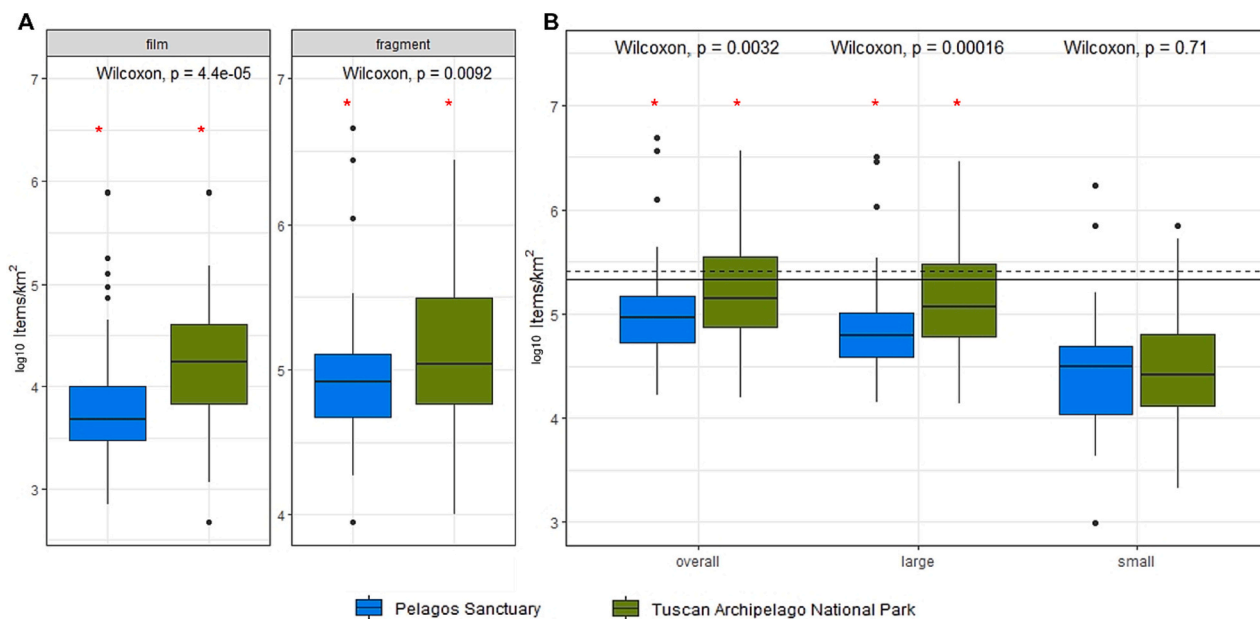 A
film
fragment
Wilcoxon, p = 4.4e-05
Wilcoxon, p = 0.0092
* *
* *
7
6
5
4
3
7
6
5
4
log10 Items/km²
B
Wilcoxon, p = 0.0032
Wilcoxon, p = 0.00016
Wilcoxon, p = 0.71
* * * *
7
6
5
4
3
log10 Items/km²
overall
large
small
Pelagos Sanctuary
Tuscan Archipelago National Park